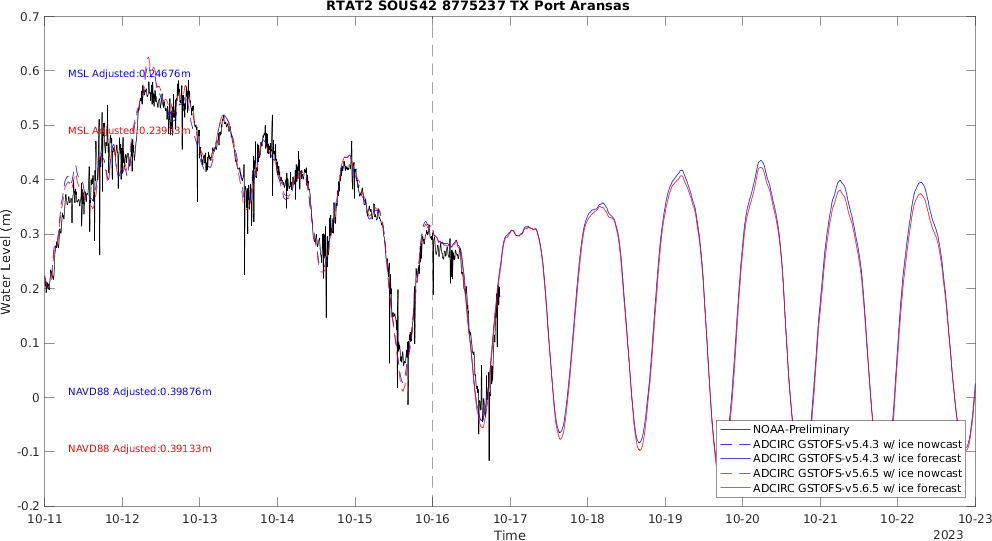 RTAT2 SOUS42 8775237 TX Port Aransas
0.7
0.6
0.5
0.4
0.3
0.2
0.1
0
-0.1
-0.2
Water Level (m)
MSL Adjusted:0.24676m
MSL Adjusted:
NAVD88 Adjusted:0.39876m
NAVD88 Adjusted:0.39133m
NOAA-Preliminary
ADCIRC GSTOFS-v5.4.3 w/ ice nowcast
ADCIRC GSTOFS-v5.4.3 w/ ice forecast
ADCIRC GSTOFS-v5.6.5 w/ ice nowcast
ADCIRC GSTOFS-v5.6.5 w/ ice forecast
10-11 10-12 10-13 10-14 10-15 10-16 10-17 10-18 10-19 10-20 10-21 10-22 10-23
Time
2023